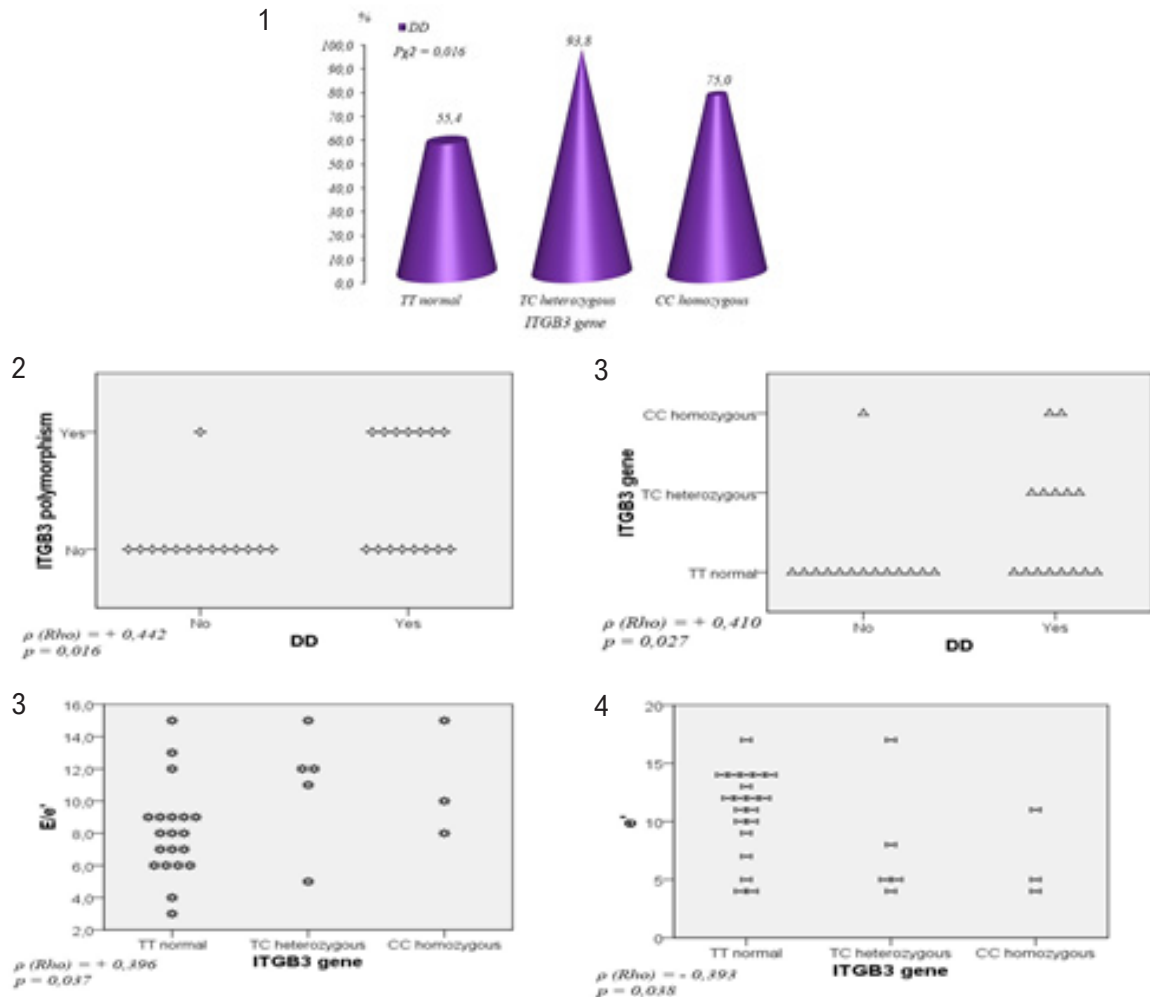 1
%
DD
Pχ2 = 0,016
100,0
90,0
80,0
70,0
60,0
50,0
40,0
30,0
20,0
10,0
0,0
55,4
93,8
75,0
TT normal
TC heterozygous
CC homozygous
ITGB3 gene
2
ITGB3 polymorphism
Yes
No
No
Yes
DD
ρ (Rho) = + 0,442
p = 0,016
3
ITGB3 gene
CC homozygous
TC heterozygous
TT normal
No
Yes
DD
ρ (Rho) = + 0,410
p = 0,027
3
E/e'
16,0
14,0
12,0
10,0
8,0
6,0
4,0
2,0
TT normal
TC heterozygous
CC homozygous
ITGB3 gene
ρ (Rho) = + 0,396
p = 0,037
4
e'
20
15
10
5
0
TT normal
TC heterozygous
CC homozygous
ITGB3 gene
ρ (Rho) = - 0,393
p = 0,038